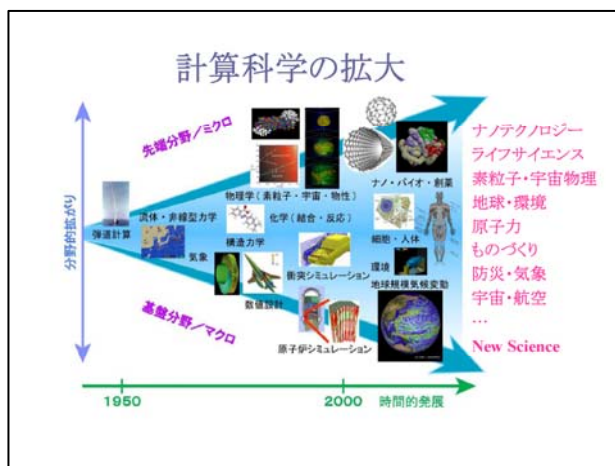 計算科学の拡大
先端分野/ミクロ
分野的拡がり
弾道計算
流体・非線型力学
気象
物理学(素粒子・宇宙・物性)
化学(結合・反応)
構造力学
数値設計
衝突シミュレーション
原子炉シミュレーション
ナノ・バイオ・創薬
細胞・人体
環境
地球規模気候変動
基盤分野/マクロ
ナノテクノロジー
ライフサイエンス
素粒子・宇宙物理
地球・環境
原子力
ものづくり
防災・気象
宇宙・航空
…
New Science
1950
2000
時間的発展